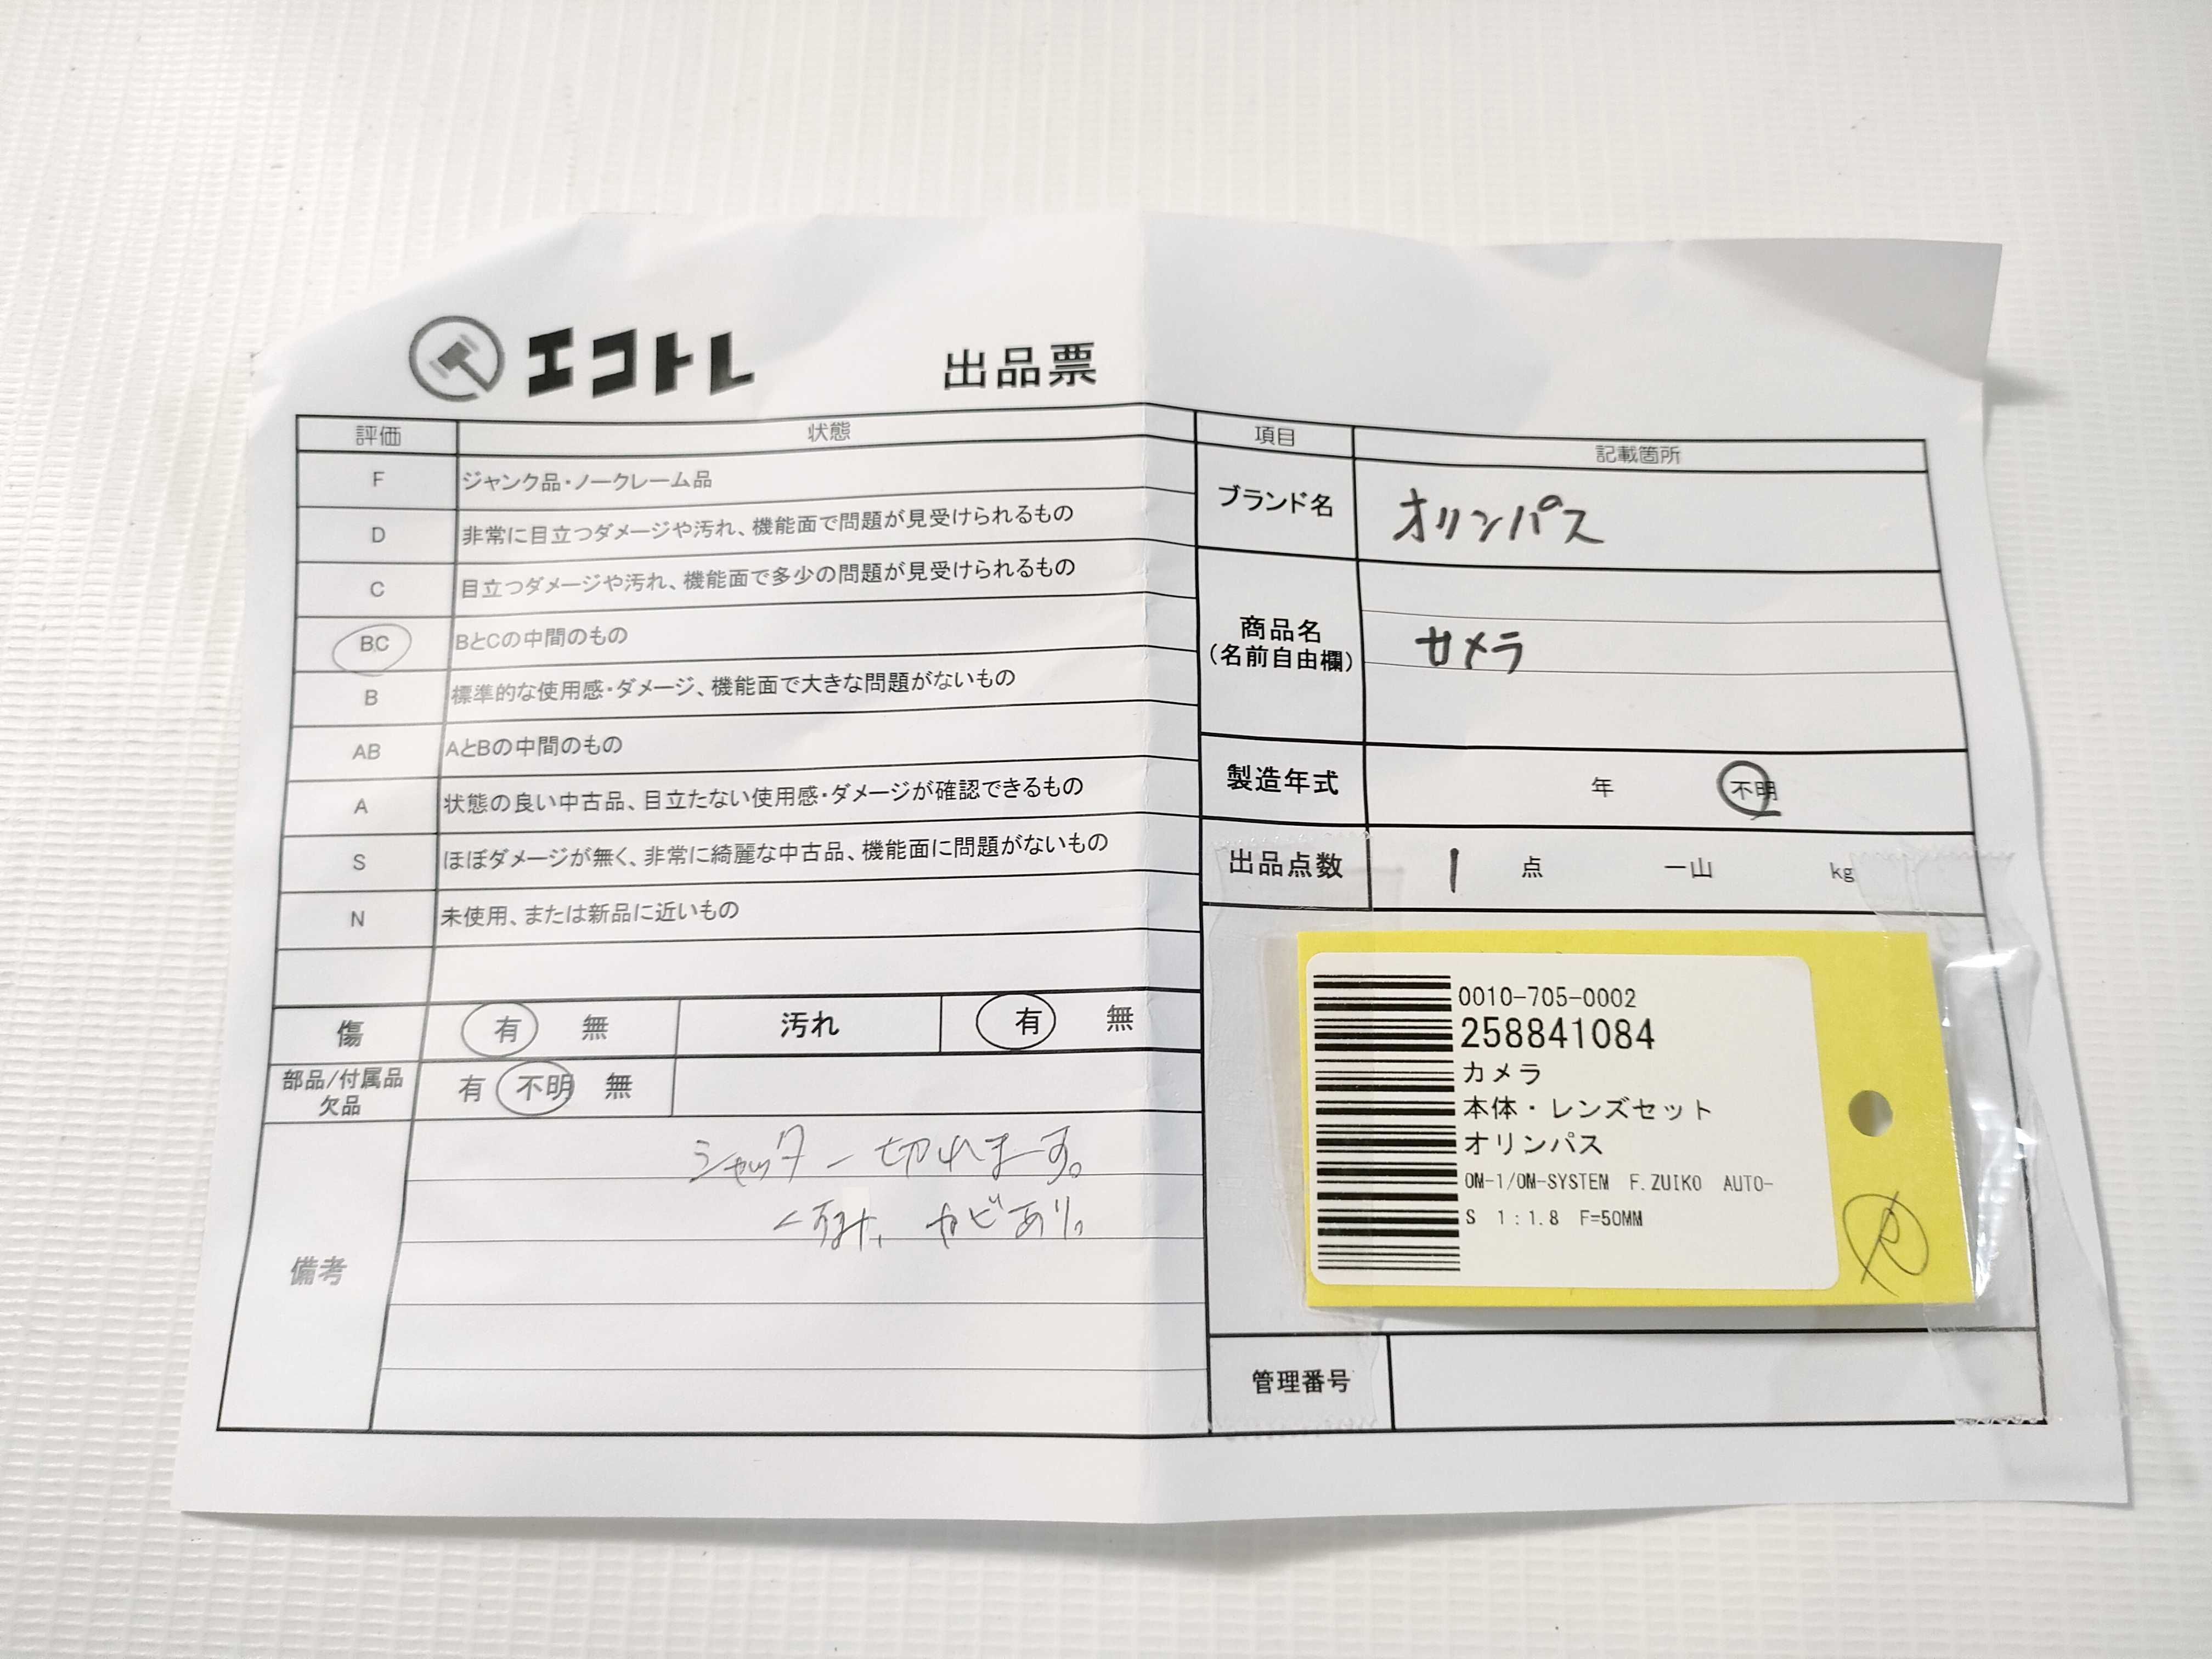 エコトレ 出品票
評価 状態
F ジャンク品・ノークレーム品
D 非常に目立つダメージや汚れ、機能面で問題が見受けられるもの
C 目立つダメージや汚れ、機能面で多少の問題が見受けられるもの
BC BとCの中間のもの
B 標準的な使用感・ダメージ、機能面で大きな問題がないもの
AB AとBの中間のもの
A 状態の良い中古品、目立たない使用感・ダメージが確認できるもの
S ほぼダメージが無く、非常に綺麗な中古品、機能面に問題がないもの
N 未使用、または新品に近いもの
傷 有 無 汚れ 有 無
部品/付属品
欠品
有 不明 無
備考
シャッター切れます。
くすみ、カビあり。
項目 記載箇所
ブランド名 オリンパス
商品名
(名前自由欄)
カメラ
製造年式 年 不明
出品点数 1 点 一山 kg
0010-705-0002
258841084
カメラ
本体・レンズセット
オリンパス
OM-1/OM-SYSTEM F.ZUIKO AUTO-
S 1:1.8 F=50MM
R
管理番号